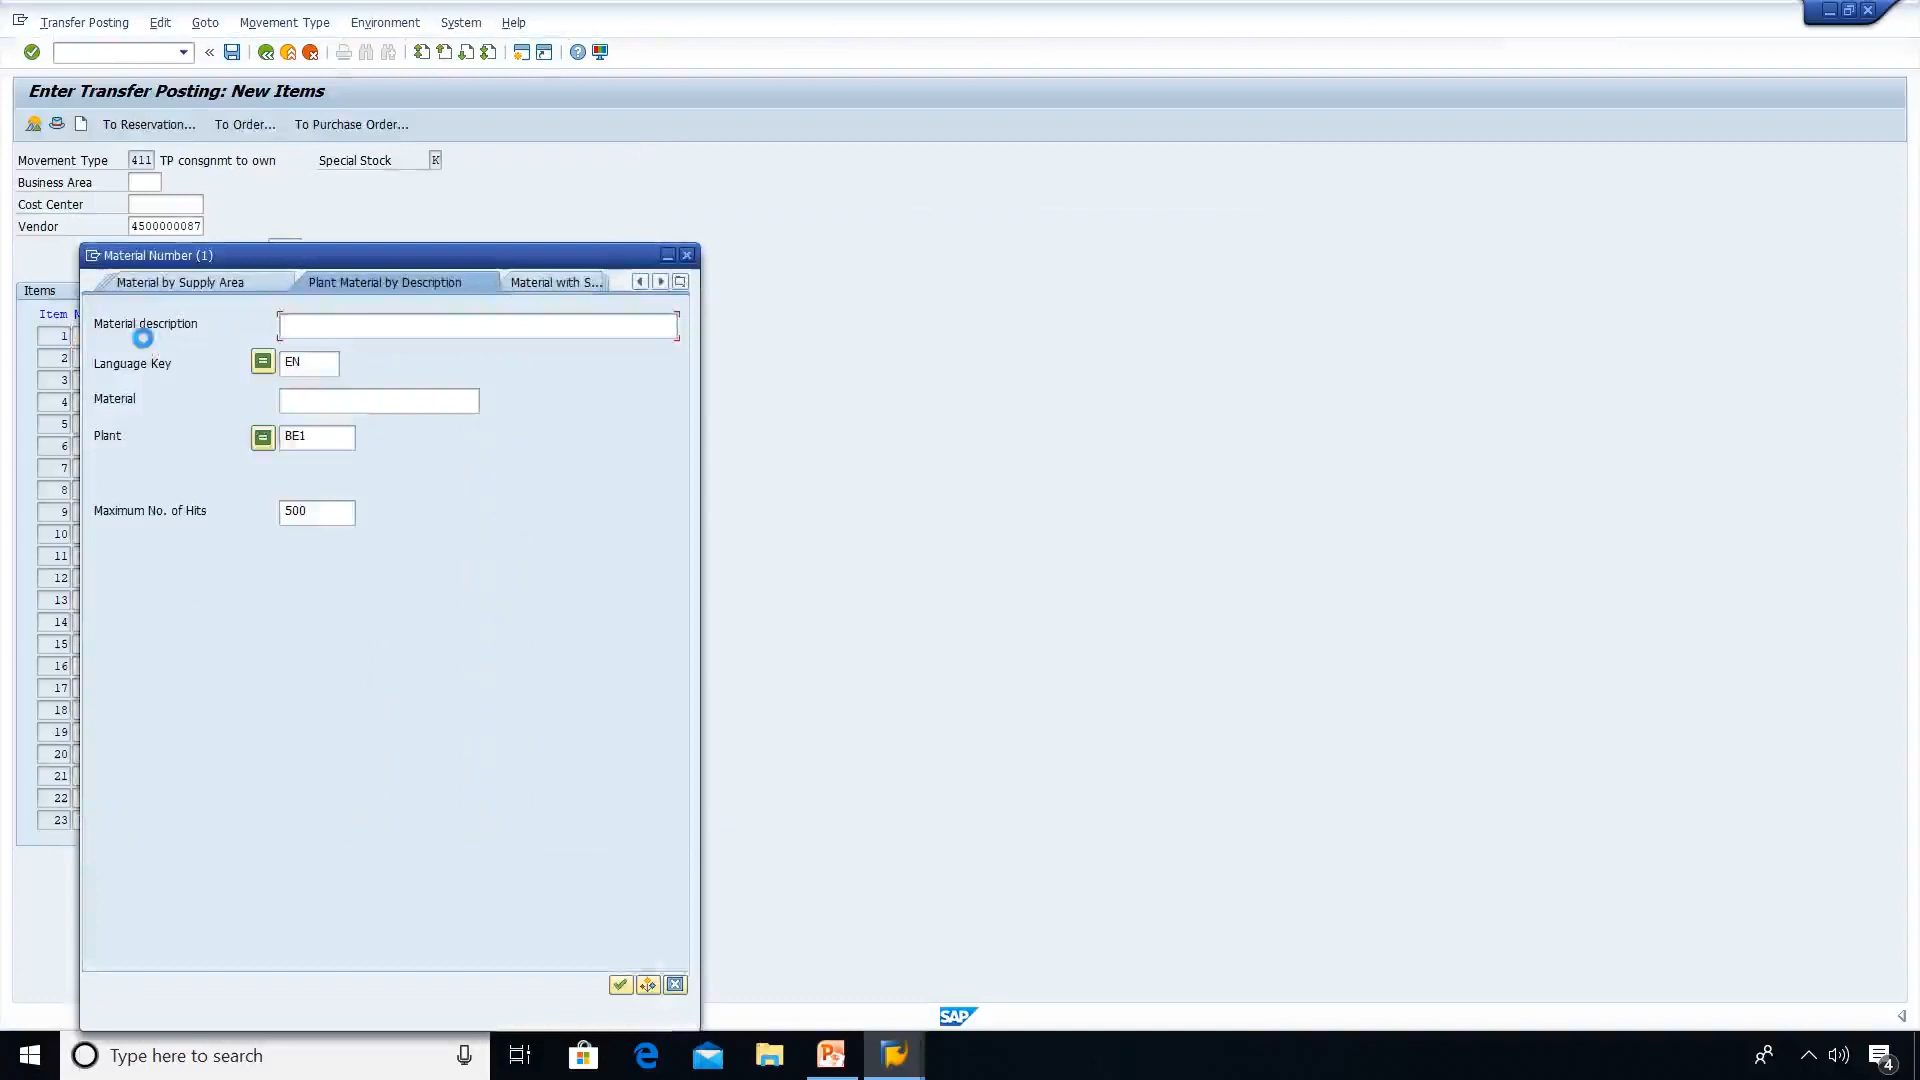 Transfer Posting Edit Goto Movement Type Environment System Help
Enter Transfer Posting: New Items
To Reservation... To Order... To Purchase Order...
Movement Type 411 TP consgnmt to own Special Stock K
Business Area
Cost Center
Vendor 4500000087
Material Number (1)
Material by Supply Area Plant Material by Description Material with S...
Items
Item M
Material description
1
Language Key EN
2
3
Material
4
5
Plant BE1
6
7
8
Maximum No. of Hits 500
9
10
11
12
13
14
15
16
17
18
19
20
21
22
23
SAP
Type here to search
4